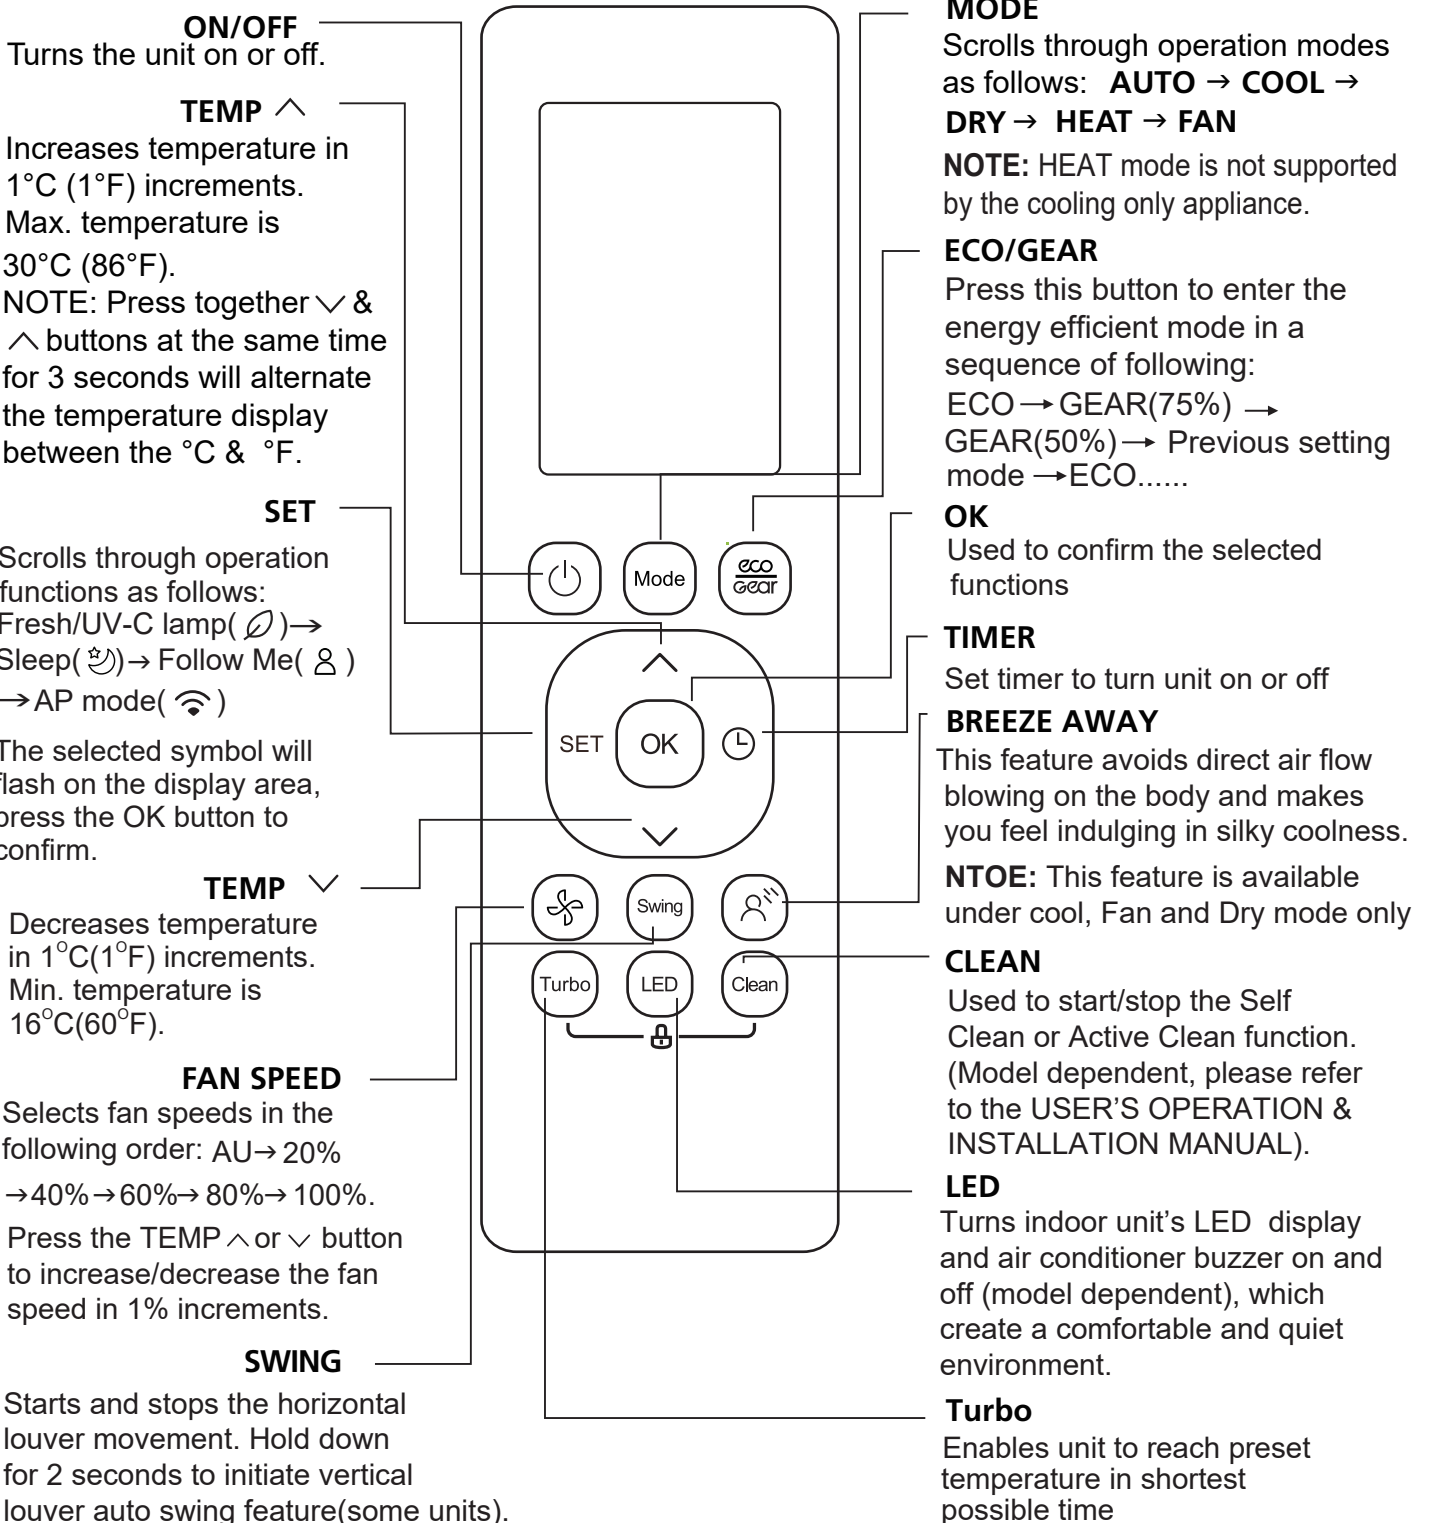 ON/OFF
Turns the unit on or off.
TEMP ︿
Increases temperature in
1°C (1°F) increments.
Max. temperature is
30°C (86°F).
NOTE: Press together ﹀ &
︿ buttons at the same time
for 3 seconds will alternate
the temperature display
between the °C & °F.
SET
Scrolls through operation
functions as follows:
Fresh/UV-C lamp( )→
Sleep( )→ Follow Me( )
→AP mode( )
The selected symbol will
flash on the display area,
press the OK button to
confirm.
TEMP ﹀
Decreases temperature
in 1°C(1°F) increments.
Min. temperature is
16°C(60°F).
FAN SPEED
Selects fan speeds in the
following order: AU→20%
→40%→60%→80%→100%.
Press the TEMP ︿ or ﹀ button
to increase/decrease the fan
speed in 1% increments.
SWING
Starts and stops the horizontal
louver movement. Hold down
for 2 seconds to initiate vertical
louver auto swing feature(some units).
Mode
eco
Gear
SET
OK
Swing
Turbo
LED
Clean
MODE
Scrolls through operation modes
as follows: AUTO → COOL →
DRY → HEAT → FAN
NOTE: HEAT mode is not supported
by the cooling only appliance.
ECO/GEAR
Press this button to enter the
energy efficient mode in a
sequence of following:
ECO→GEAR(75%) →
GEAR(50%)→ Previous setting
mode →ECO......
OK
Used to confirm the selected
functions
TIMER
Set timer to turn unit on or off
BREEZE AWAY
This feature avoids direct air flow
blowing on the body and makes
you feel indulging in silky coolness.
NTOE: This feature is available
under cool, Fan and Dry mode only
CLEAN
Used to start/stop the Self
Clean or Active Clean function.
(Model dependent, please refer
to the USER'S OPERATION &
INSTALLATION MANUAL).
LED
Turns indoor unit's LED display
and air conditioner buzzer on and
off (model dependent), which
create a comfortable and quiet
environment.
Turbo
Enables unit to reach preset
temperature in shortest
possible time